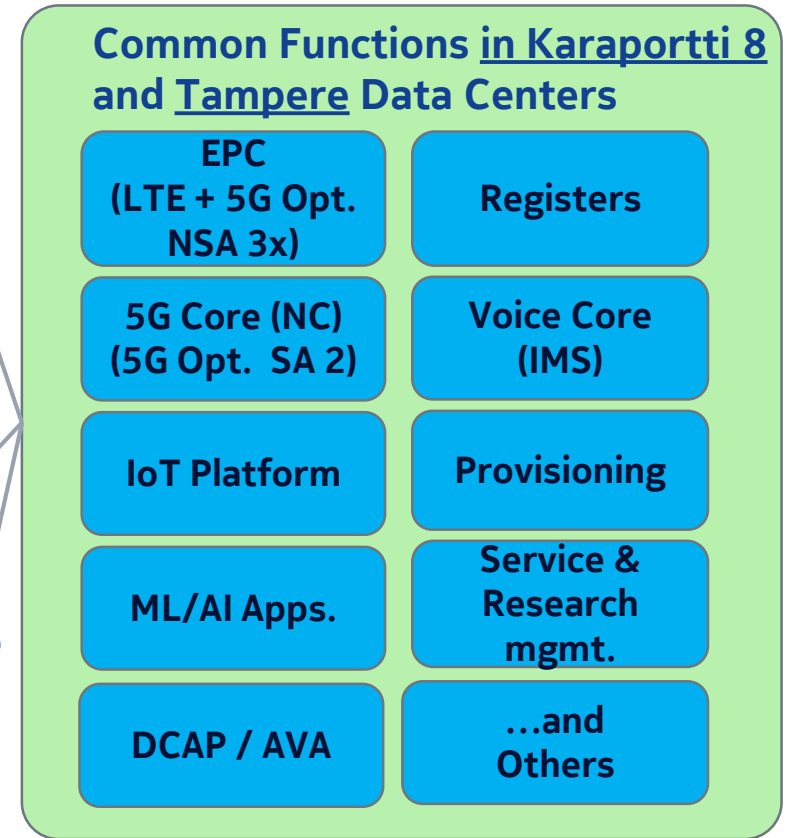 Common Functions in Karaportti 8
and Tampere Data Centers
EPC
(LTE + 5G Opt.
NSA 3x)
Registers
5G Core (NC)
(5G Opt.  SA 2)
Voice Core
(IMS)
IoT Platform
Provisioning
ML/AI Apps.
Service &
Research
mgmt.
DCAP / AVA
...and
Others